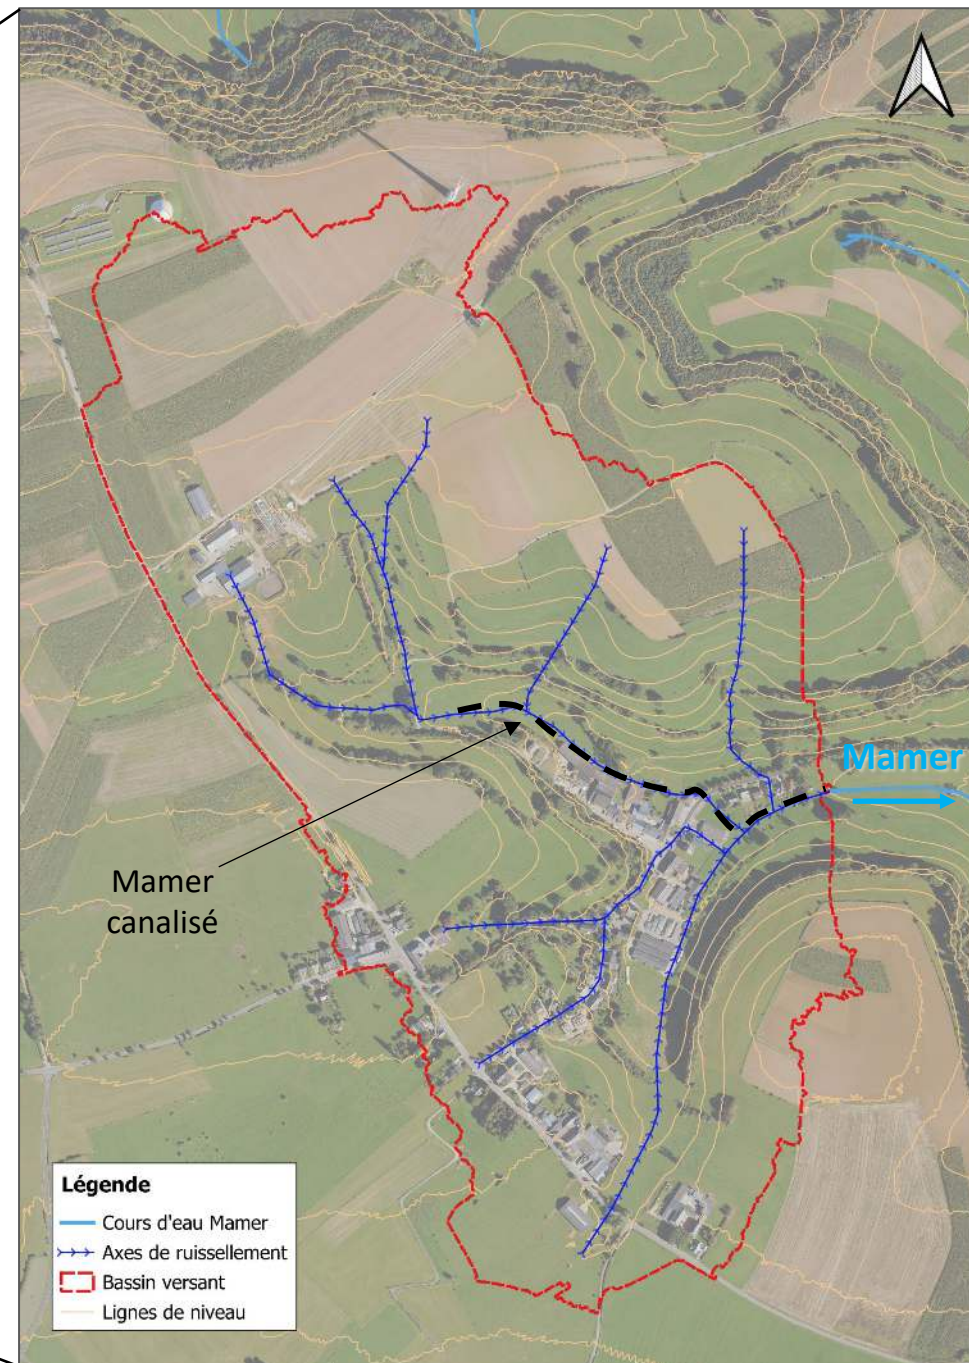 Mamer
Mamer
canalisé
Légende
Cours d'eau Mamer
Axes de ruissellement
Bassin versant
Lignes de niveau